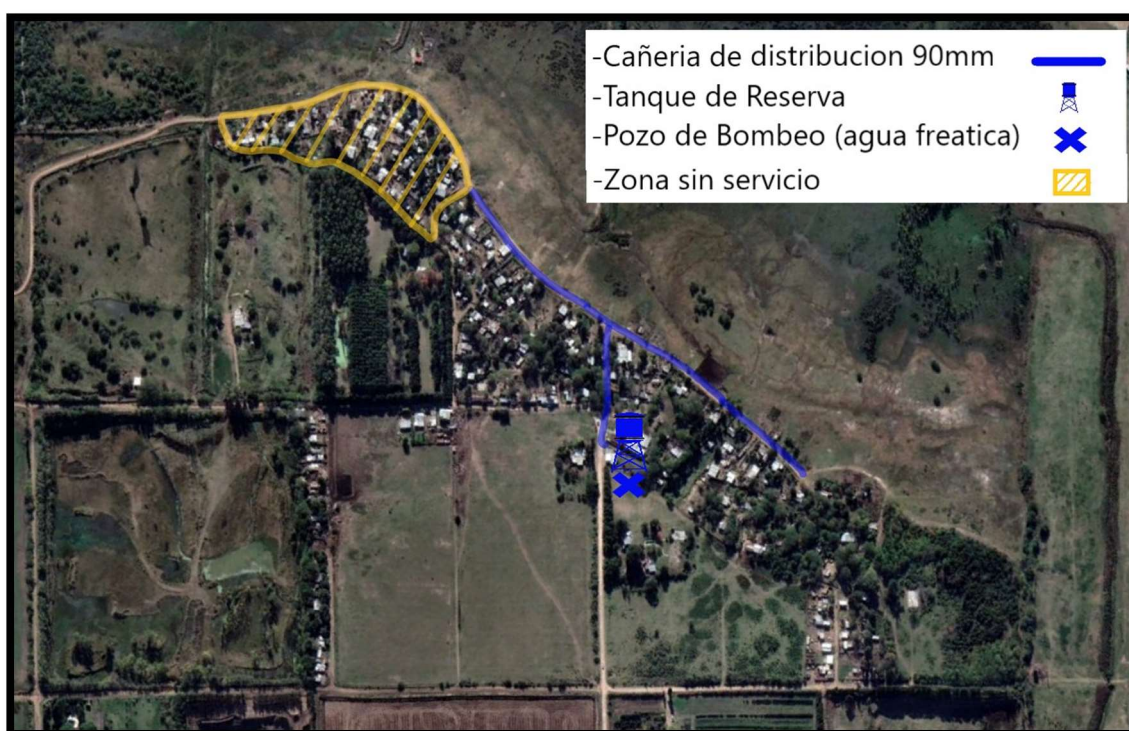 -Cañeria de distribucion 90mm
-Tanque de Reserva
-Pozo de Bombeo (agua freatica)
-Zona sin servicio